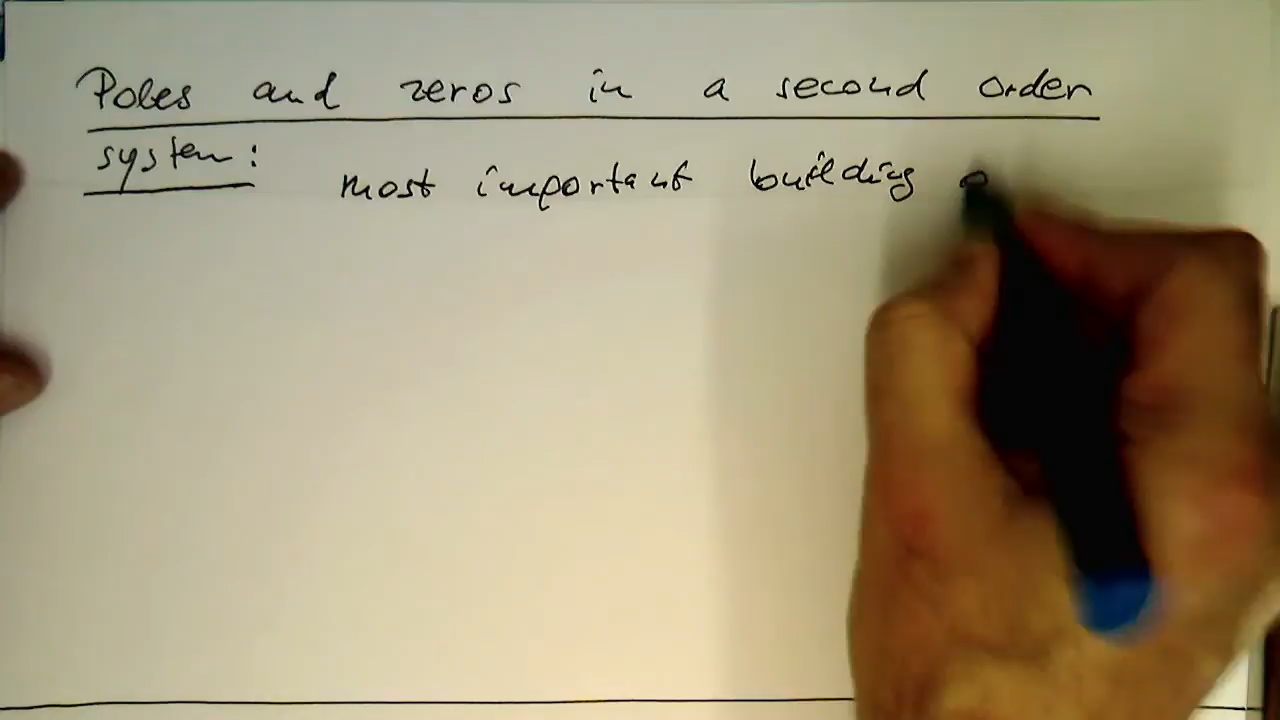 Poles and zeros in a second order
system: most important building